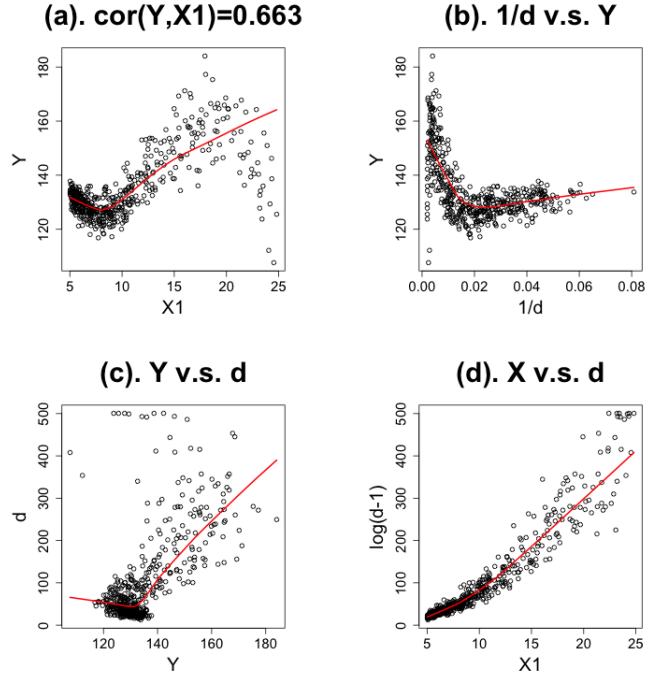 (a). cor(Y,X1)=0.663
(b). 1/d v.s. Y
Y
120 140 160 180
5 10 15 20 25
X1
Y
120 140 160 180
0.00 0.02 0.04 0.06 0.08
1/d
(c). Y v.s. d
(d). X v.s. d
d
0 100 200 300 400 500
120 140 160 180
Y
log(d-1)
0 100 200 300 400 500
5 10 15 20 25
X1